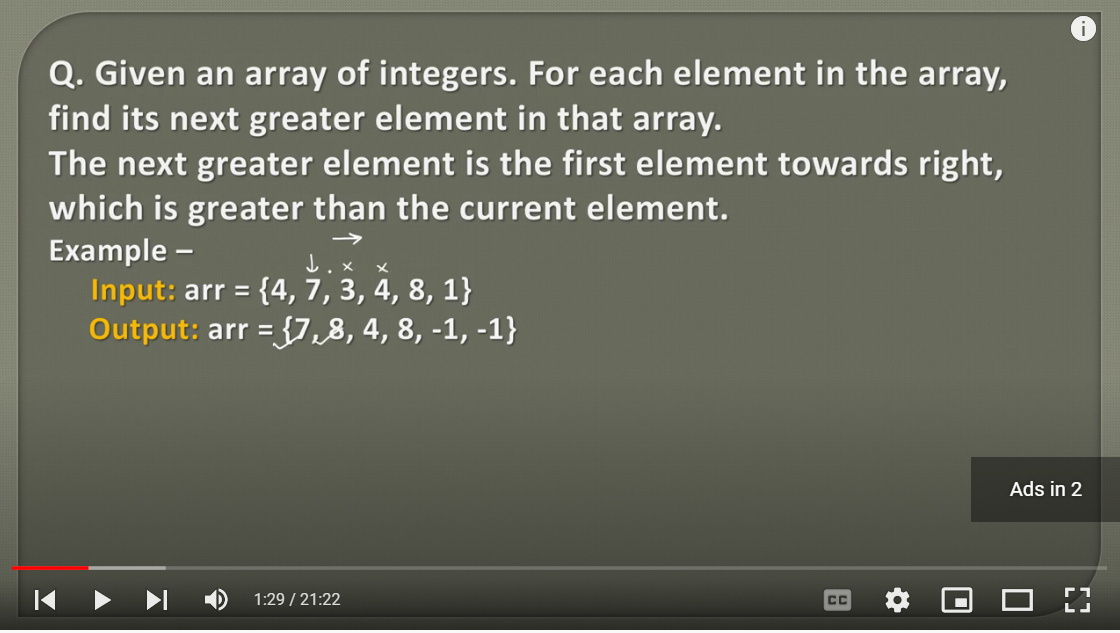 Q. Given an array of integers. For each element in the array,
find its next greater element in that array.
The next greater element is the first element towards right,
which is greater than the current element.
Example –
Input: arr = {4, 7, 3, 4, 8, 1}
Output: arr = {7, 8, 4, 8, -1, -1}
Ads in 2
1:29 / 21:22
CC